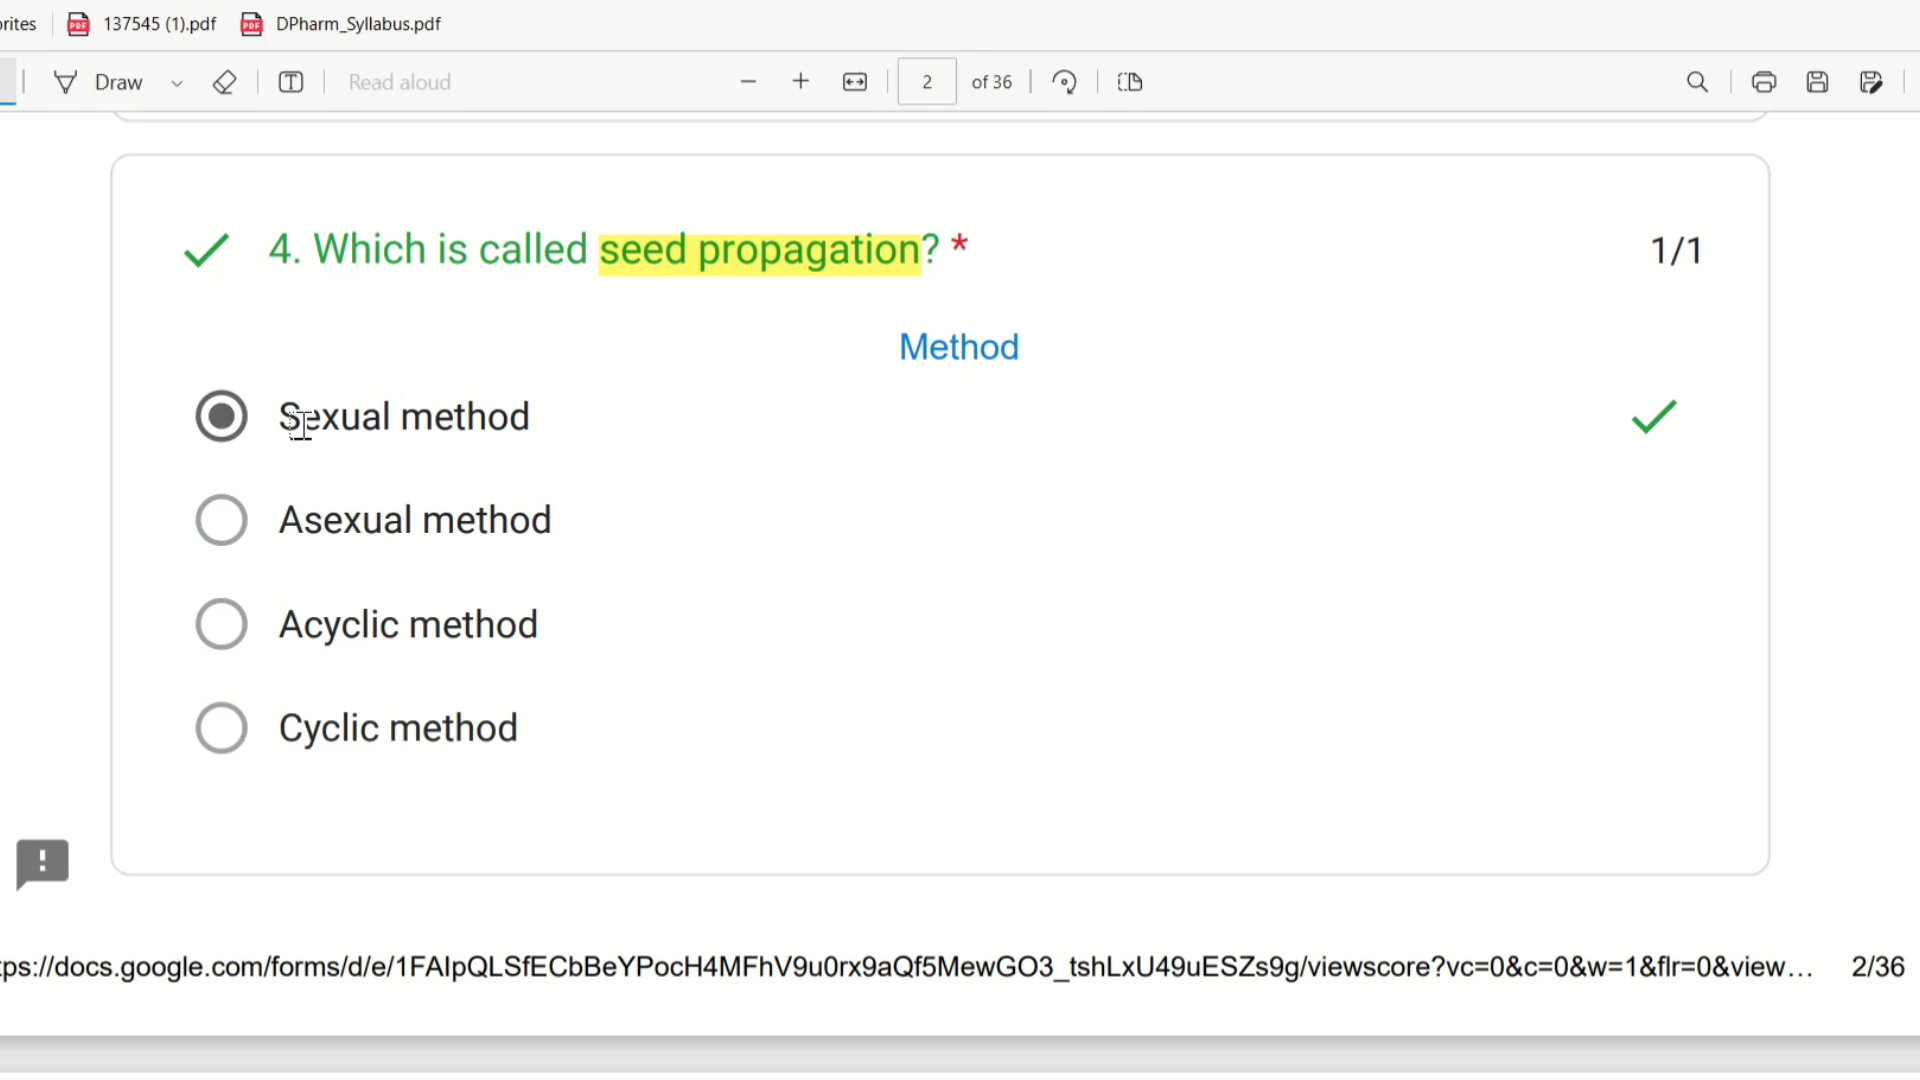 rites 137545 (1).pdf DPharm_Syllabus.pdf
Draw Read aloud 2 of 36
4. Which is called seed propagation? * 1/1
Method
Sexual method
Asexual method
Acyclic method
Cyclic method
ps://docs.google.com/forms/d/e/1FAIpQLSfECbBeYPocH4MFhV9u0rx9aQf5MewGO3_tshLxU49uESZs9g/viewscore?vc=0&c=0&w=1&flr=0&view... 2/36